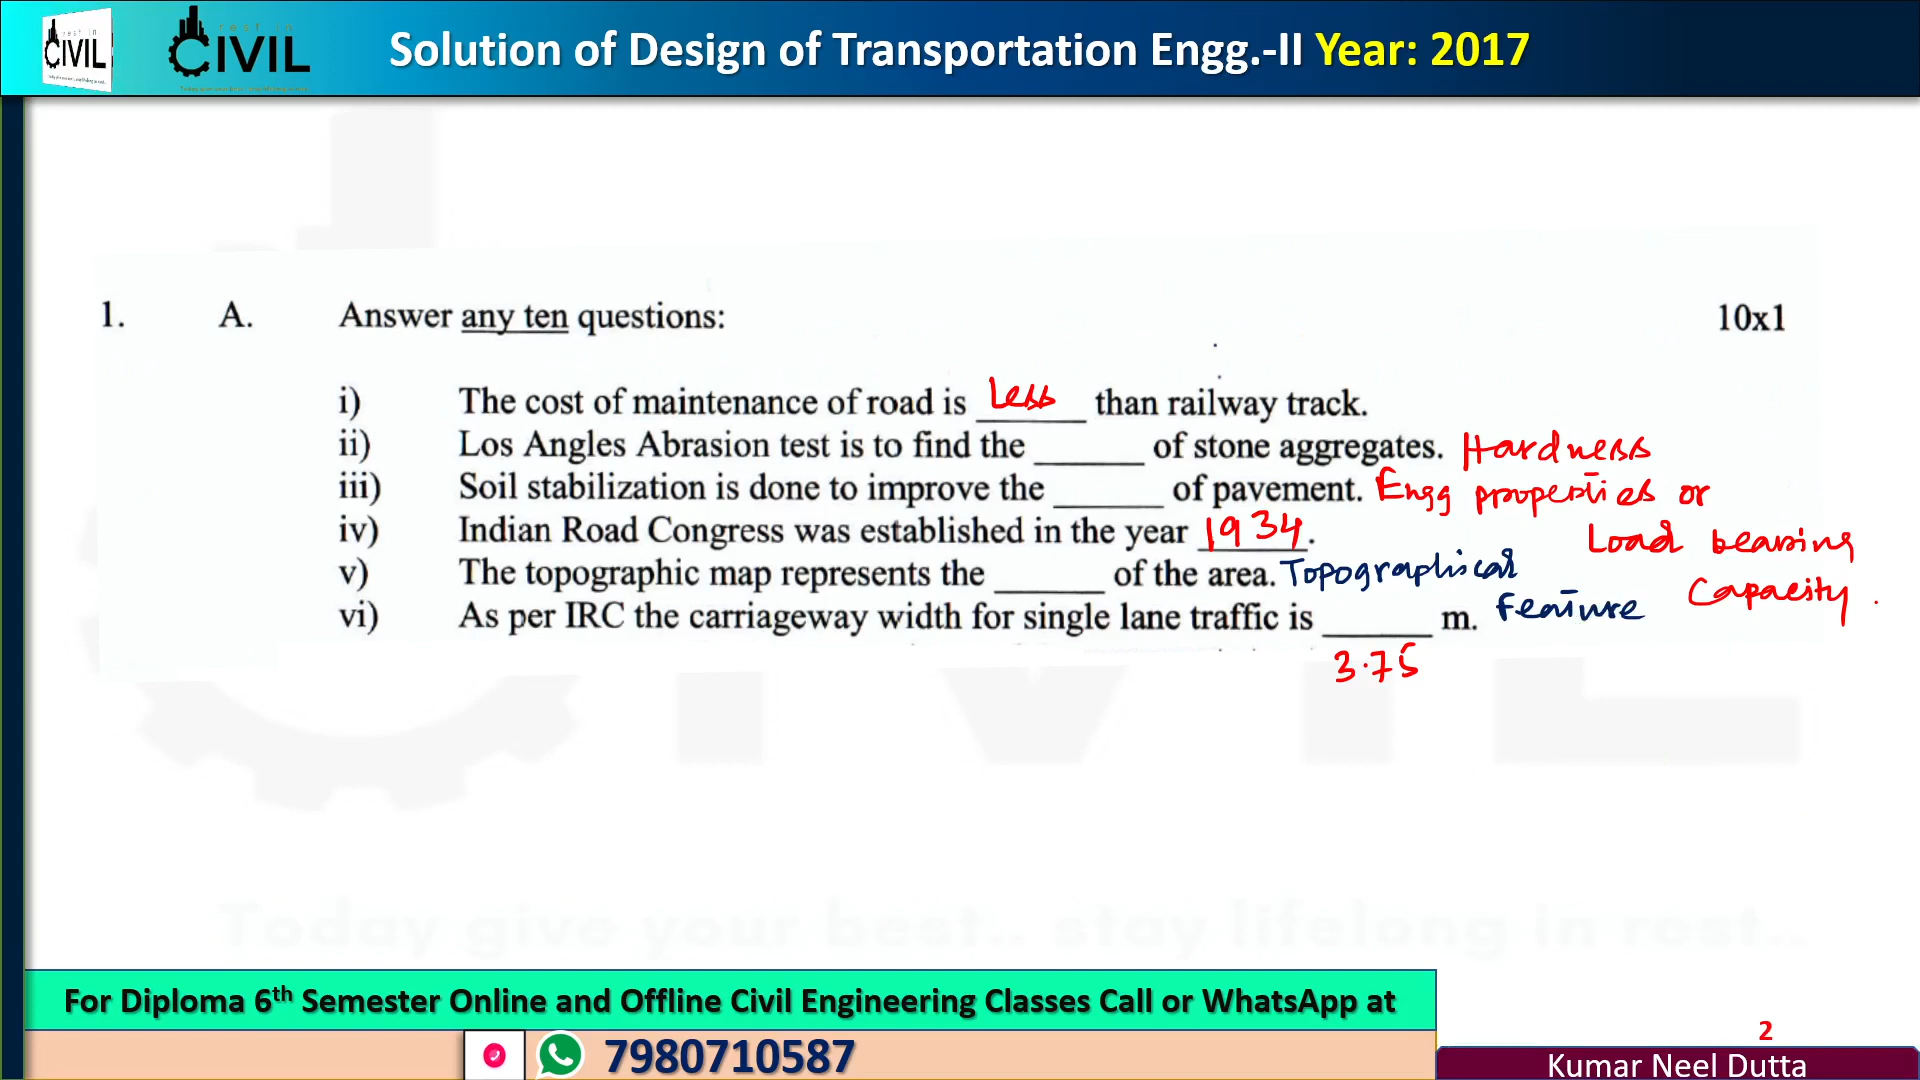 rest in
CIVIL
rest in
CIVIL
Solution of Design of Transportation Engg.-II Year: 2017
1. A. Answer any ten questions: 10x1
i) The cost of maintenance of road is Less than railway track.
ii) Los Angles Abrasion test is to find the ______ of stone aggregates. Hardness
iii) Soil stabilization is done to improve the ______ of pavement. Engg properties or
Load bearing
Capacity.
iv) Indian Road Congress was established in the year 1934.
v) The topographic map represents the ______ of the area. Topographical
Feature
vi) As per IRC the carriageway width for single lane traffic is ______ m.
3.75
Today give your best.. stay lifelong in rest..
For Diploma 6th Semester Online and Offline Civil Engineering Classes Call or WhatsApp at
7980710587
2
Kumar Neel Dutta